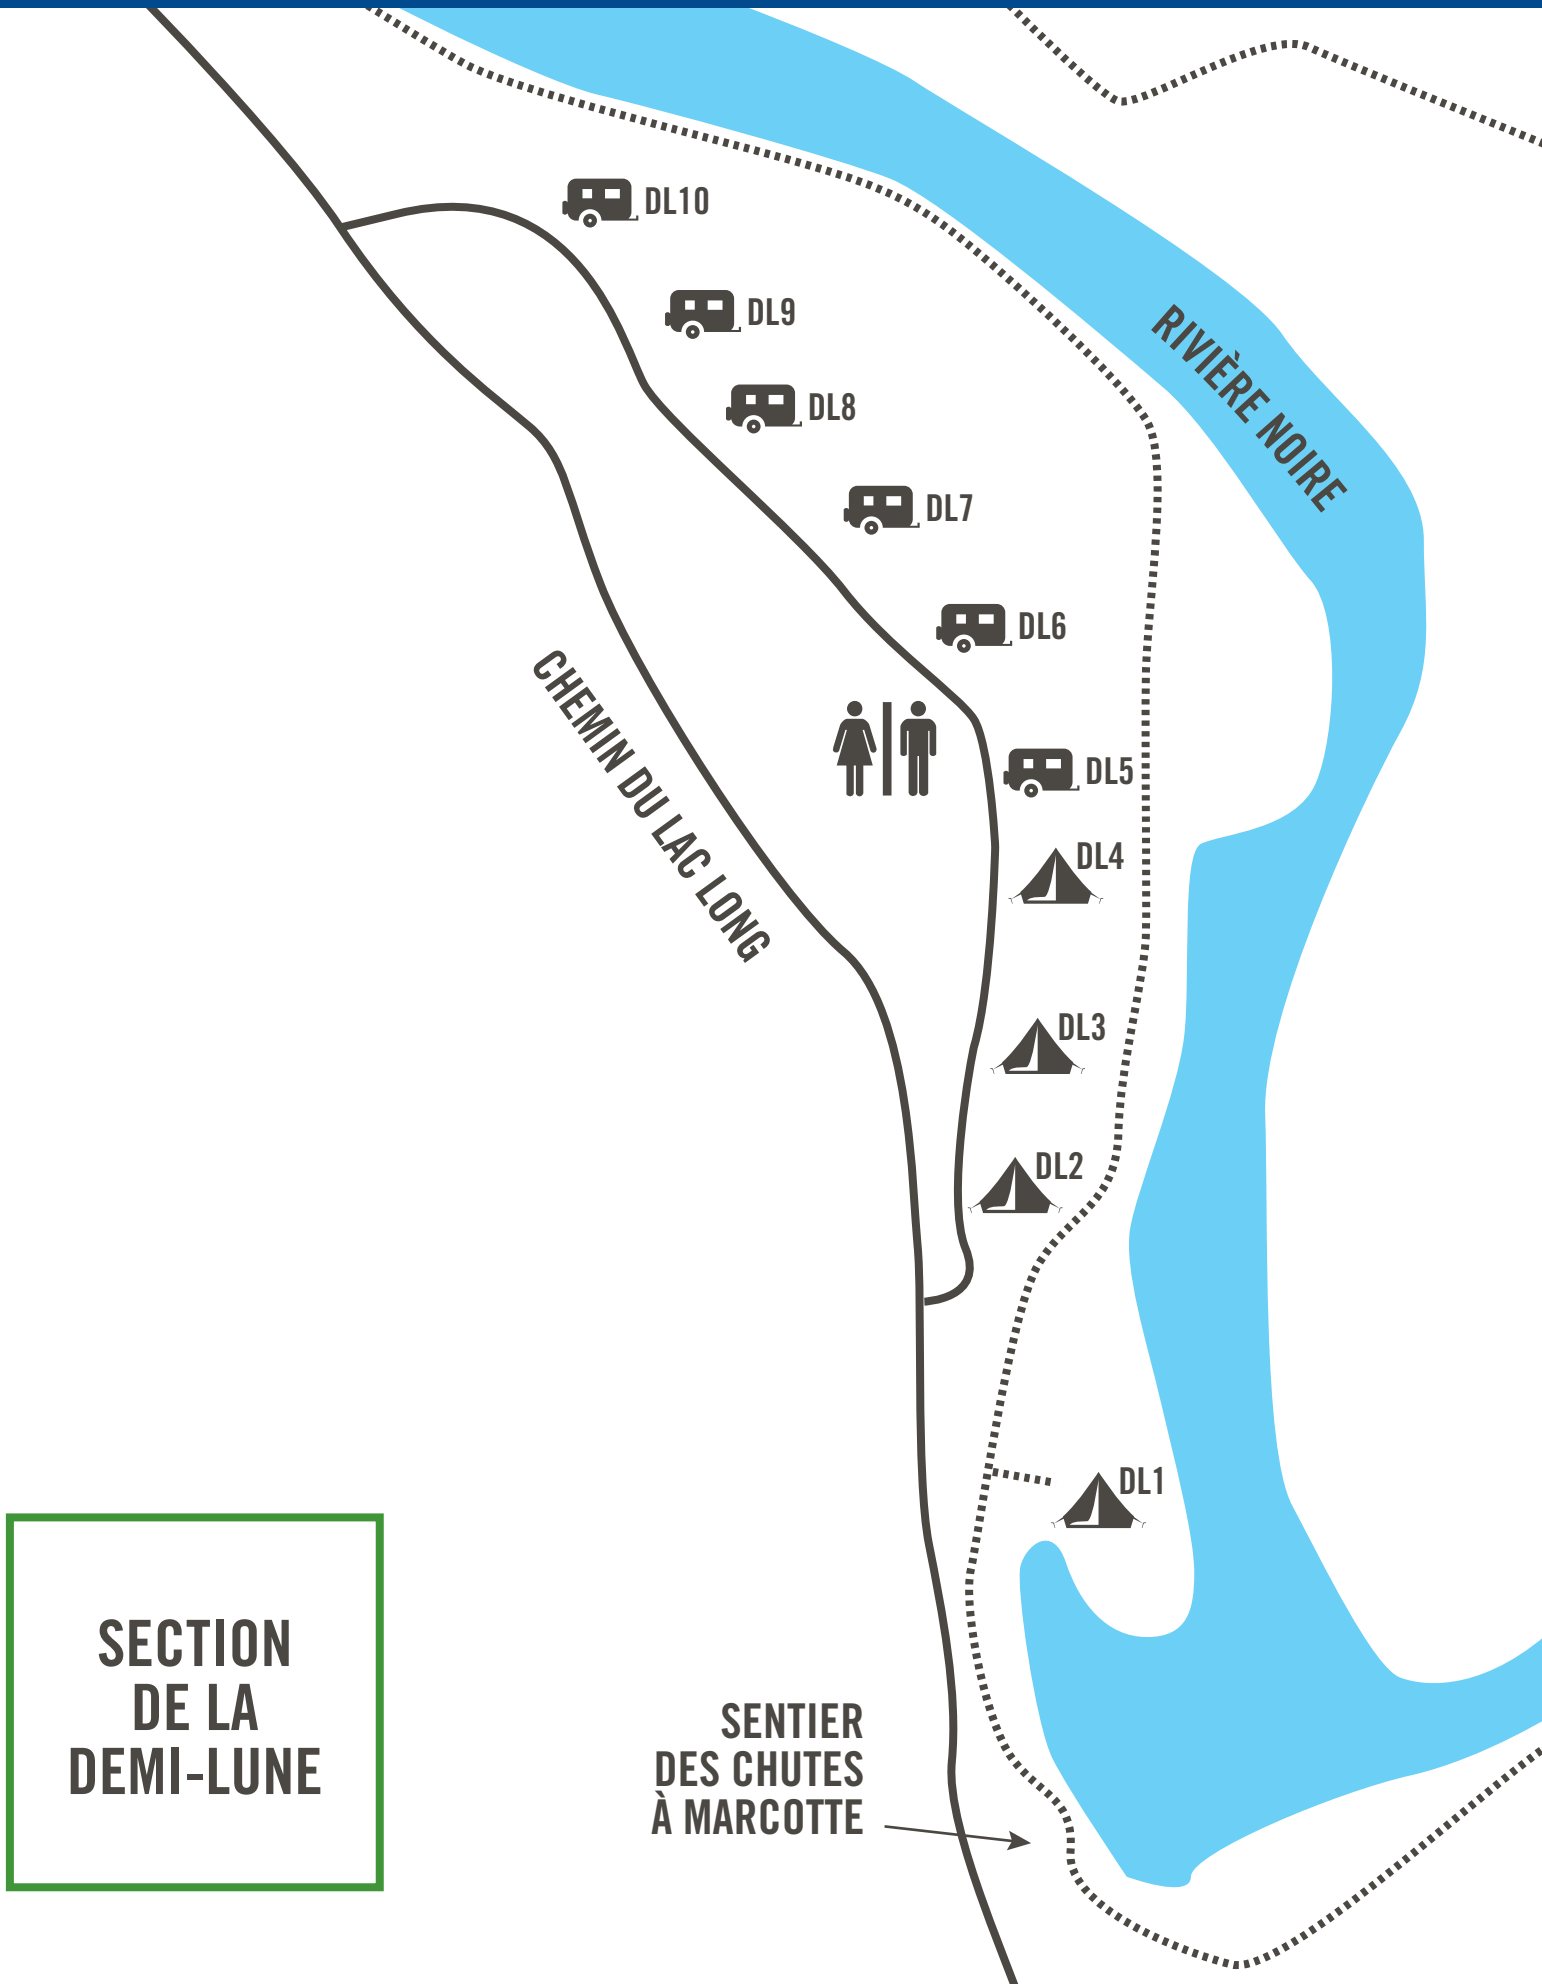 DL10
DL9
RIVIÈRE NOIRE
DL8
DL7
DL6
CHEMIN DU LAC LONG
DL5
DL4
DL3
DL2
DL1
SECTION
DE LA
DEMI-LUNE
SENTIER
DES CHUTES
À MARCOTTE